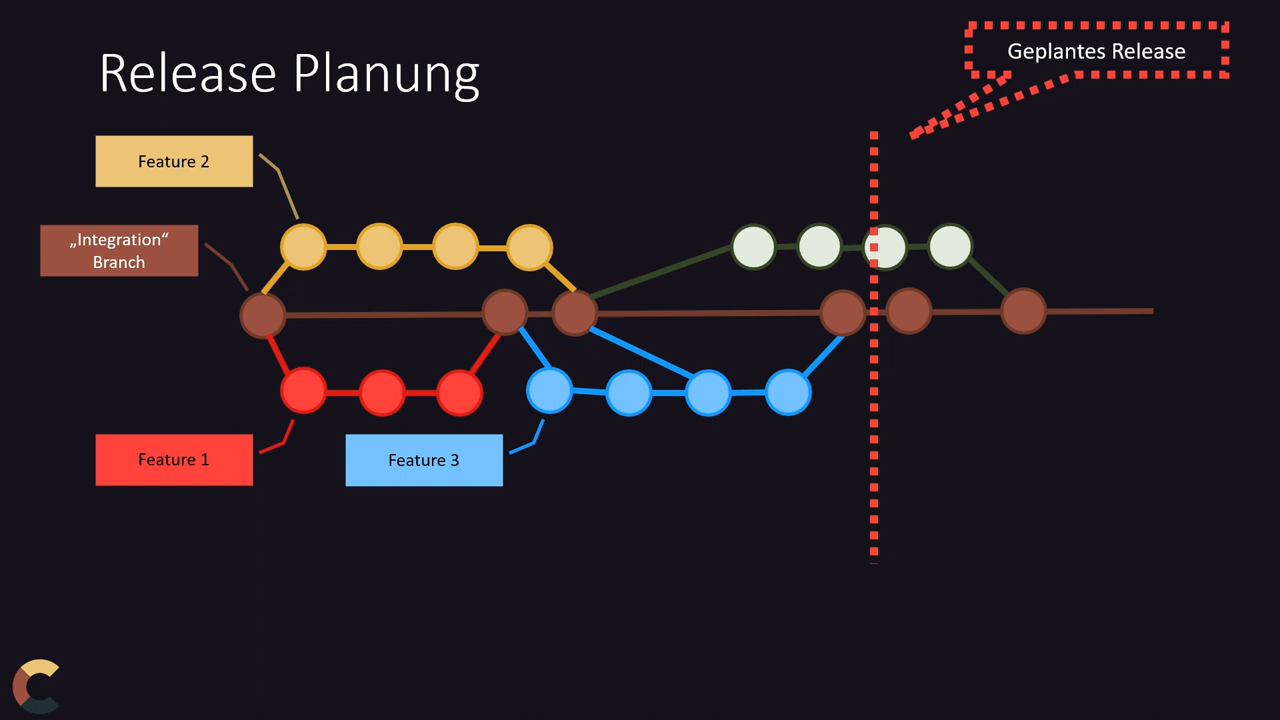 Release Planung
Geplantes Release
Feature 2
„Integration“
Branch
Feature 1
Feature 3